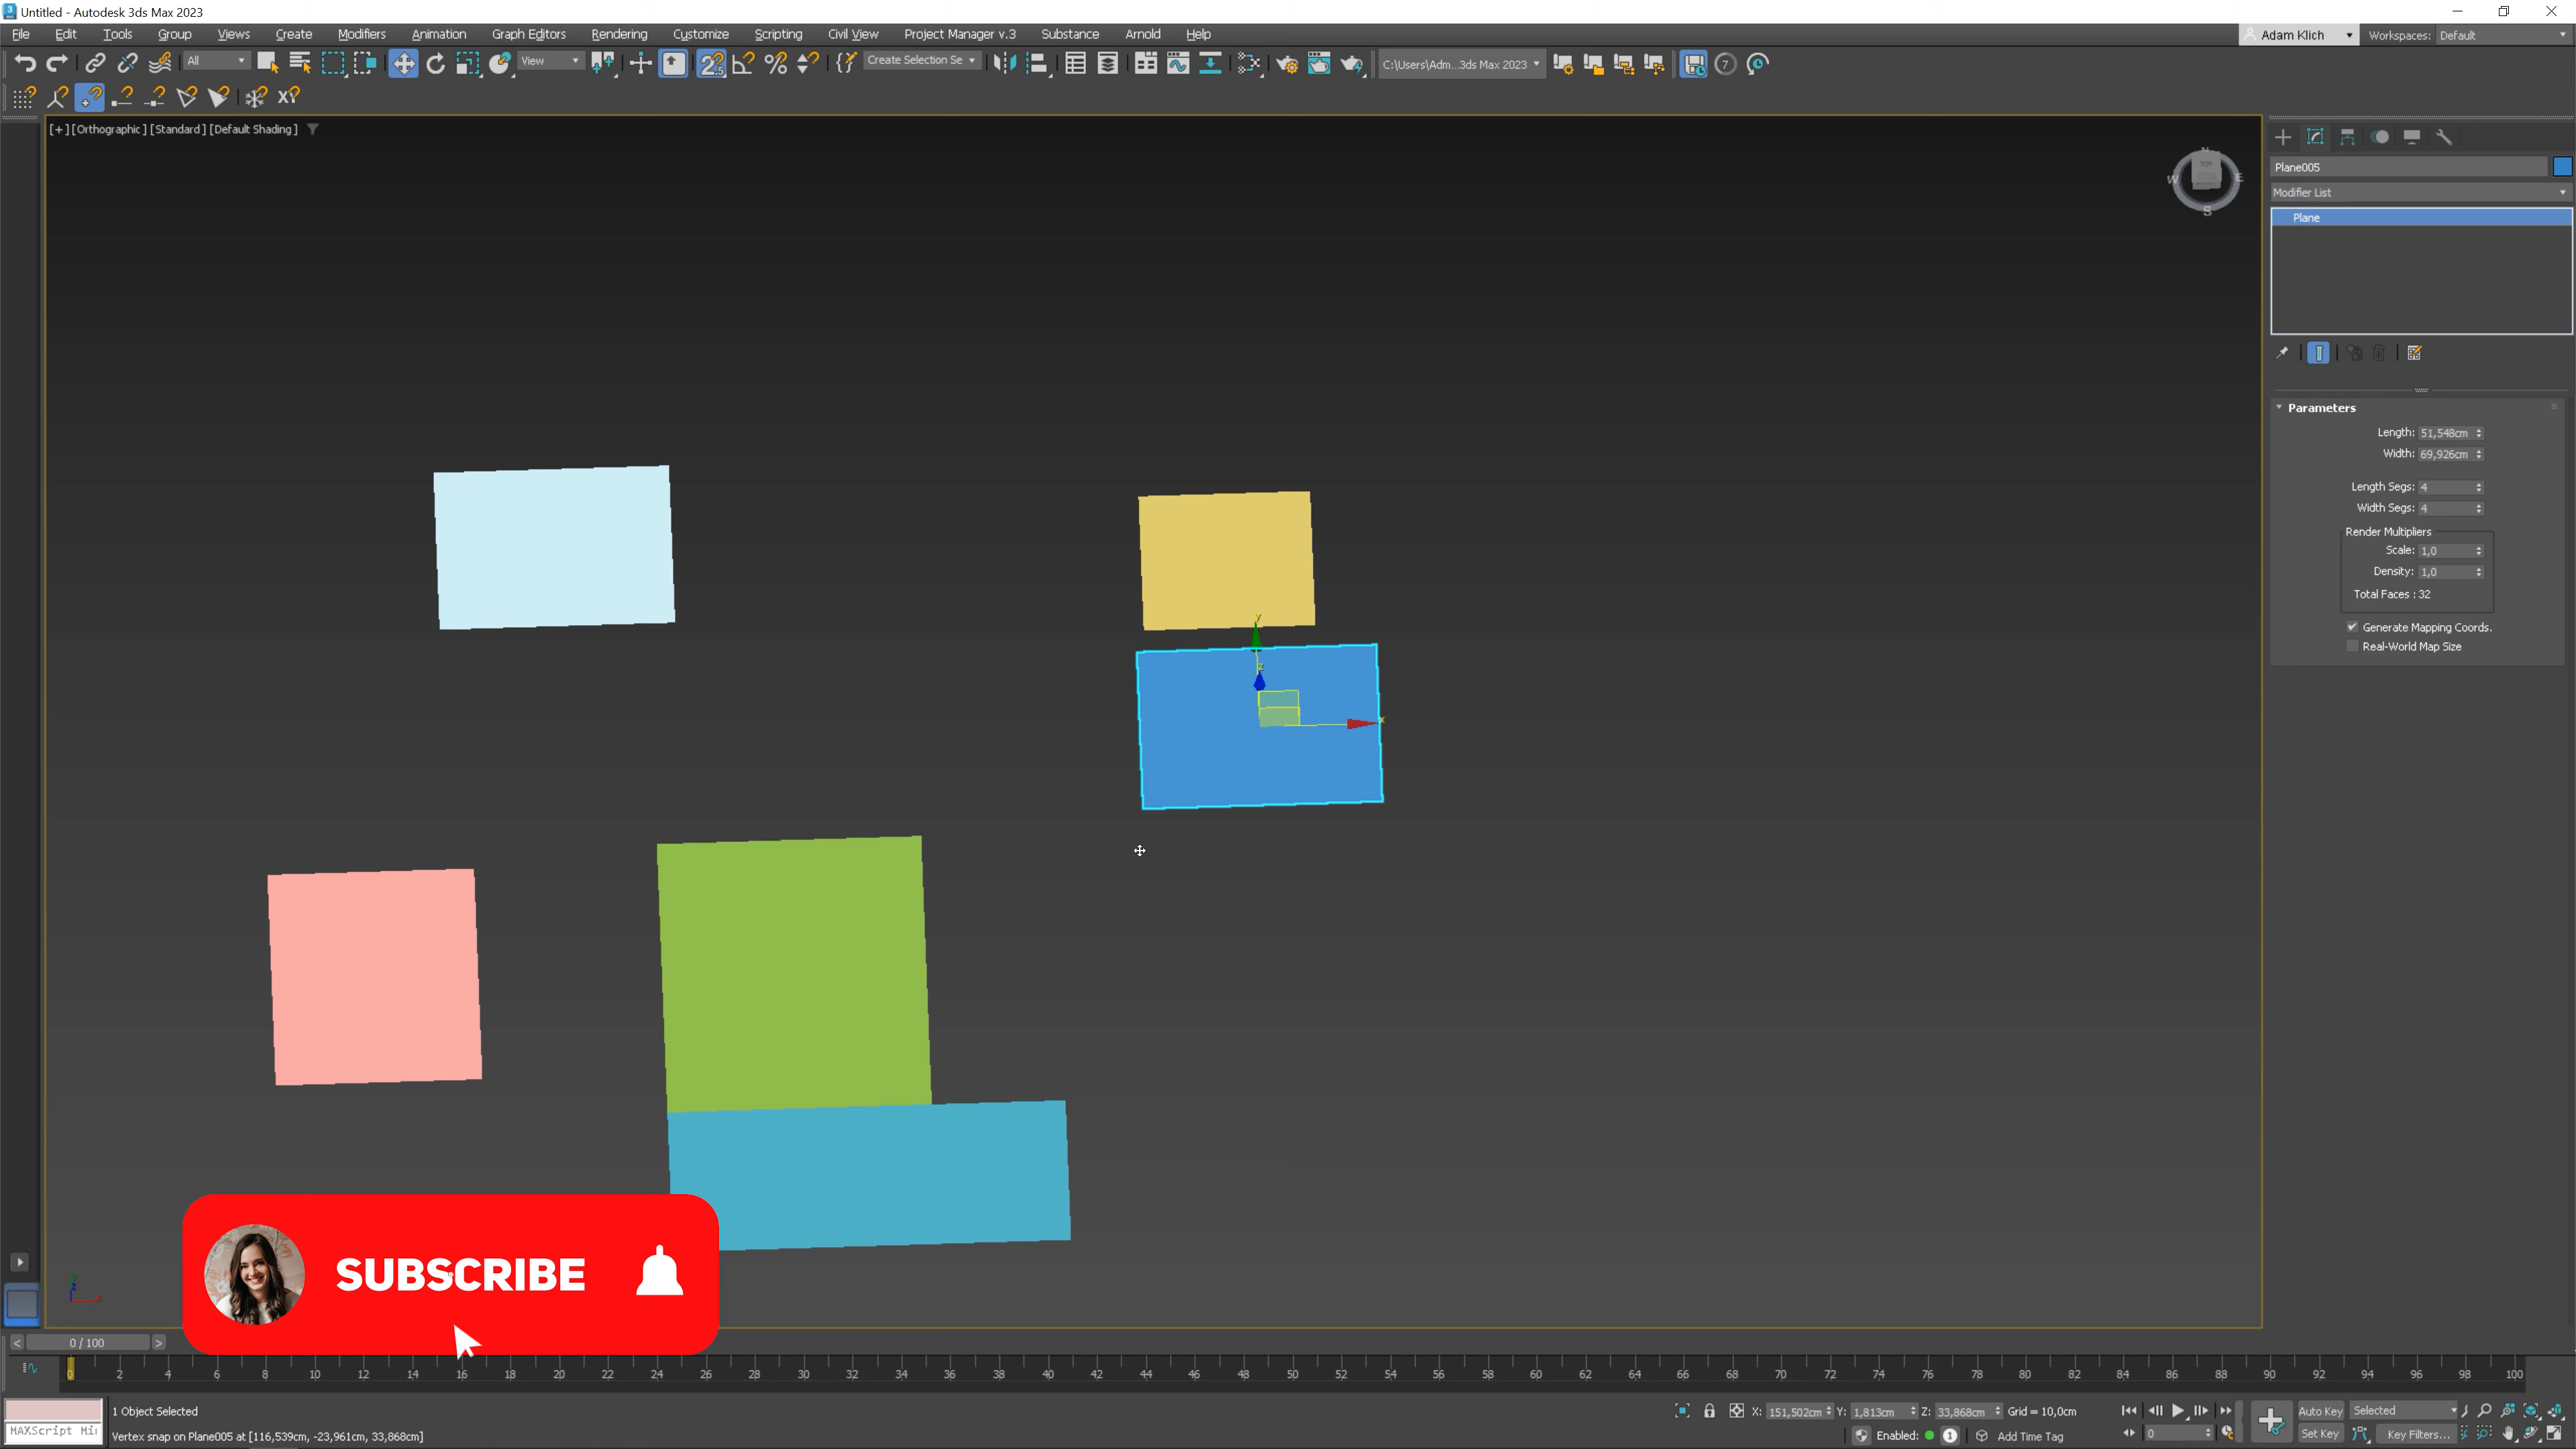 Untitled - Autodesk 3ds Max 2023
File Edit Tools Group Views Create Modifiers Animation Graph Editors Rendering Customize Scripting Civil View Project Manager v.3 Substance Arnold Help
Adam Klich Workspaces: Default
All View Create Selection Se C:\Users\Adm...3ds Max 2023
XY
[+] [Orthographic] [Standard] [Default Shading]
N
TOP
W E
S
Plane005
Modifier List
Plane
Parameters
Length: 51,548cm
Width: 69,926cm
Length Segs: 4
Width Segs: 4
Render Multipliers
Scale: 1,0
Density: 1,0
Total Faces : 32
Generate Mapping Coords.
Real-World Map Size
SUBSCRIBE
< 0 / 100 >
0 2 4 6 8 10 12 14 16 18 20 22 24 26 28 30 32 34 36 38 40 42 44 46 48 50 52 54 56 58 60 62 64 66 68 70 72 74 76 78 80 82 84 86 88 90 92 94 96 98 100
1 Object Selected
X: 151,502cm Y: 1,813cm Z: 33,868cm Grid = 10,0cm
Auto Key Selected
MAXScript Mi
Vertex snap on Plane005 at [116,539cm, -23,961cm, 33,868cm]
Enabled: 1 Add Time Tag
0
Set Key Key Filters...